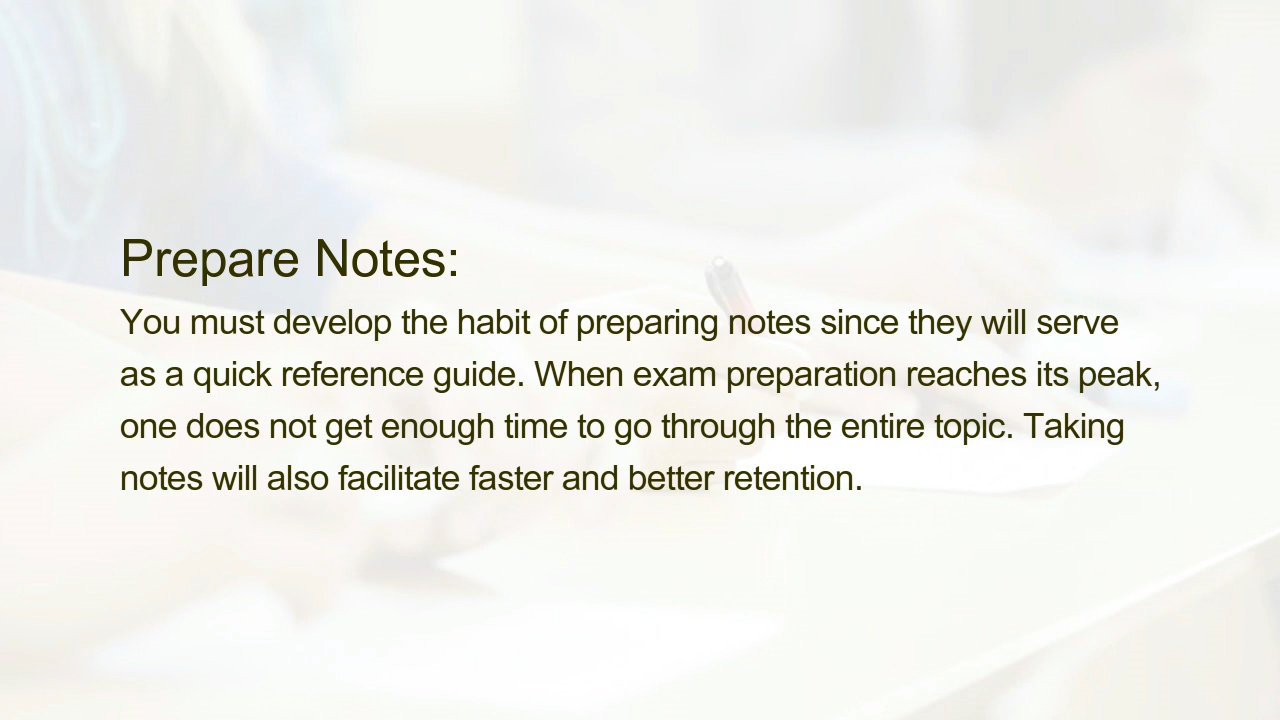 Prepare Notes:
You must develop the habit of preparing notes since they will serve
as a quick reference guide. When exam preparation reaches its peak,
one does not get enough time to go through the entire topic. Taking
notes will also facilitate faster and better retention.